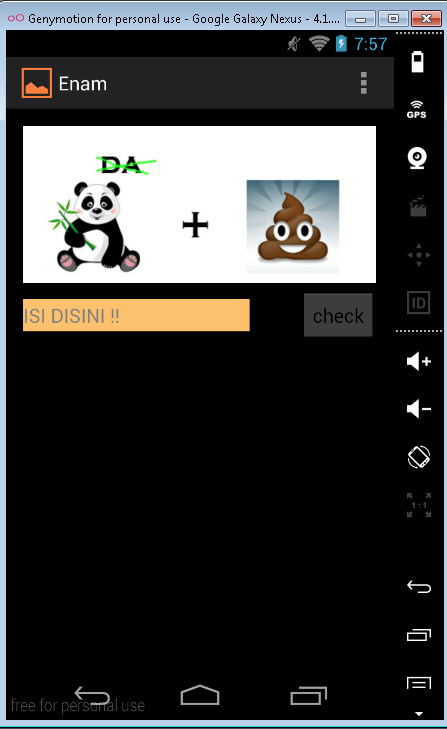 Genymotion for personal use - Google Galaxy Nexus - 4.1....
7:57
Enam
GPS
DA
+
ID
ISI DISINI !!
check
1:1
free for personal use